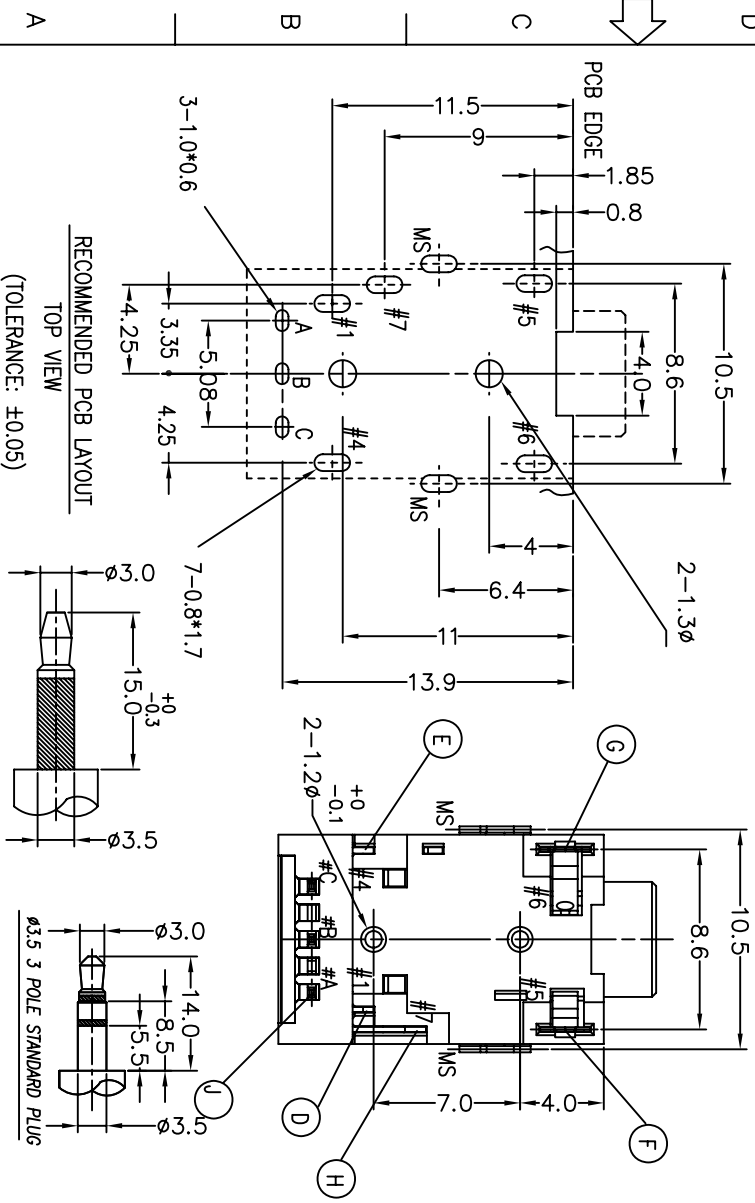 A
B
C
D
PCB EDGE
11.5
9
1.85
0.8
3-1.0*0.6
MS
#5
#7
#1
A
B
C
#4
#6
MS
10.5
8.6
4.0
4.25
3.35
5.08
4.25
4
6.4
11
13.9
2-1.3ø
7-0.8*1.7
RECOMMENDED PCB LAYOUT
TOP VIEW
(TOLERANCE: ±0.05)
ø3.0
15.0 +0 -0.3
ø3.5
E
G
2-1.2ø +0 -0.1
MS
10.5
8.6
#6
#4
#C
#B
#A
#1
#7
#5
MS
7.0
4.0
J
D
H
F
ø3.0
14.0
8.5
5.5
ø3.5
ø3.5 3 POLE STANDARD PLUG